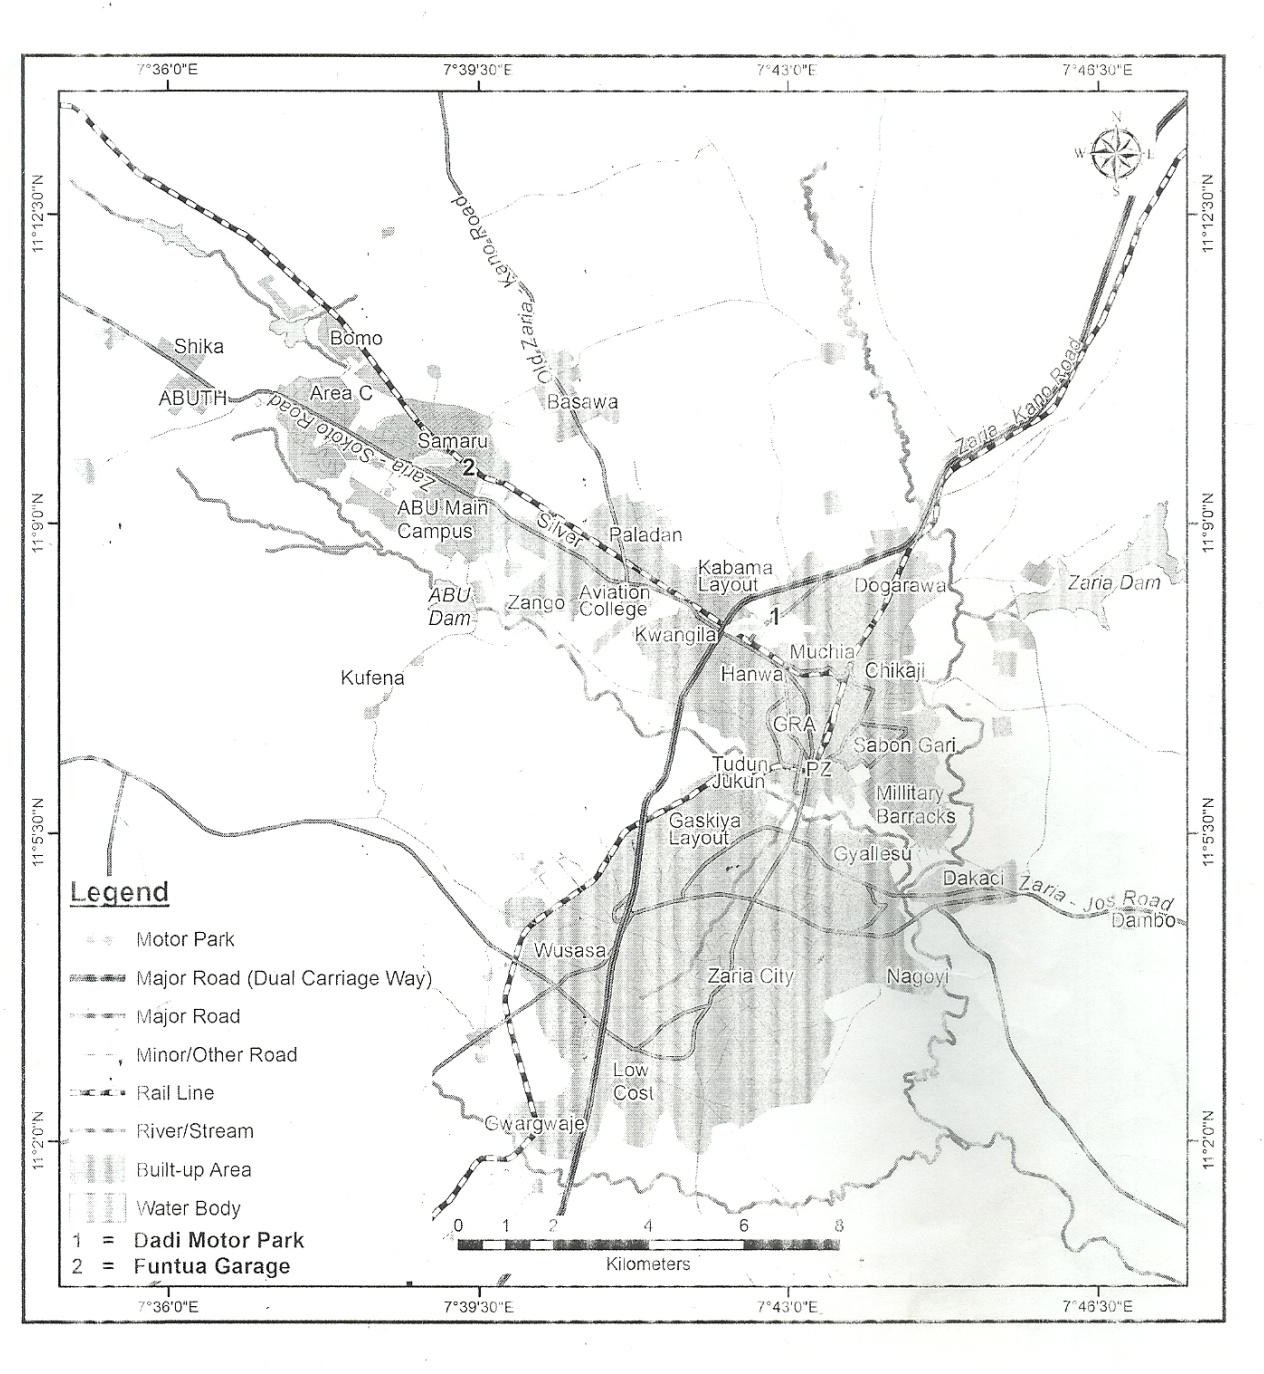 7°36'0"E 7°39'30"E 7°43'0"E 7°46'30"E
N
W E
S
11°12'30"N
11°12'30"N
Old Zaria - Kano Road
Bomo
Shika
Zaria - Kano Road
Area C
ABUTH
Basawa
Zaria - Sokoto Road
Samaru
2
ABU Main
Campus
Silver
11°9'0"N
11°9'0"N
Paladan
Kabama
Layout
Dogarawa
Zaria Dam
ABU
Dam
Zango
Aviation
College
1
Kwangila
Muchia
Hanwa
Chikaji
Kufena
GRA
Sabon Gari
Tudun
Jukun
PZ
Millitary
Barracks
11°5'30"N
11°5'30"N
Gaskiya
Layout
Gyallesu
Dakaci
Zaria - Jos Road
Dambo
Wusasa
Zaria City
Nagoyi
Low
Cost
Gwargwaje
11°2'0"N
11°2'0"N
Legend
Motor Park
Major Road (Dual Carriage Way)
Major Road
Minor/Other Road
Rail Line
River/Stream
Built-up Area
Water Body
1 = Dadi Motor Park
2 = Funtua Garage
0 1 2 4 6 8
Kilometers
7°36'0"E 7°39'30"E 7°43'0"E 7°46'30"E